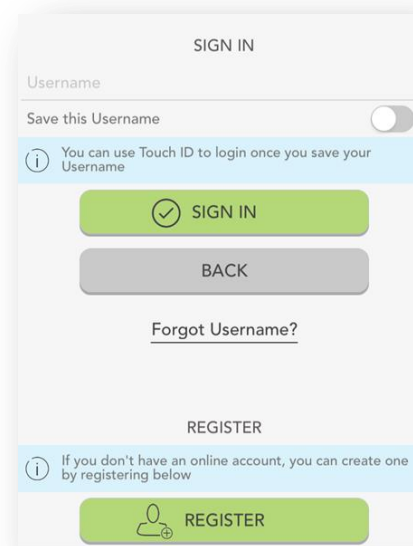 SIGN IN
Username
Save this Username
You can use Touch ID to login once you save your
Username
SIGN IN
BACK
Forgot Username?
REGISTER
If you don't have an online account, you can create one
by registering below
REGISTER